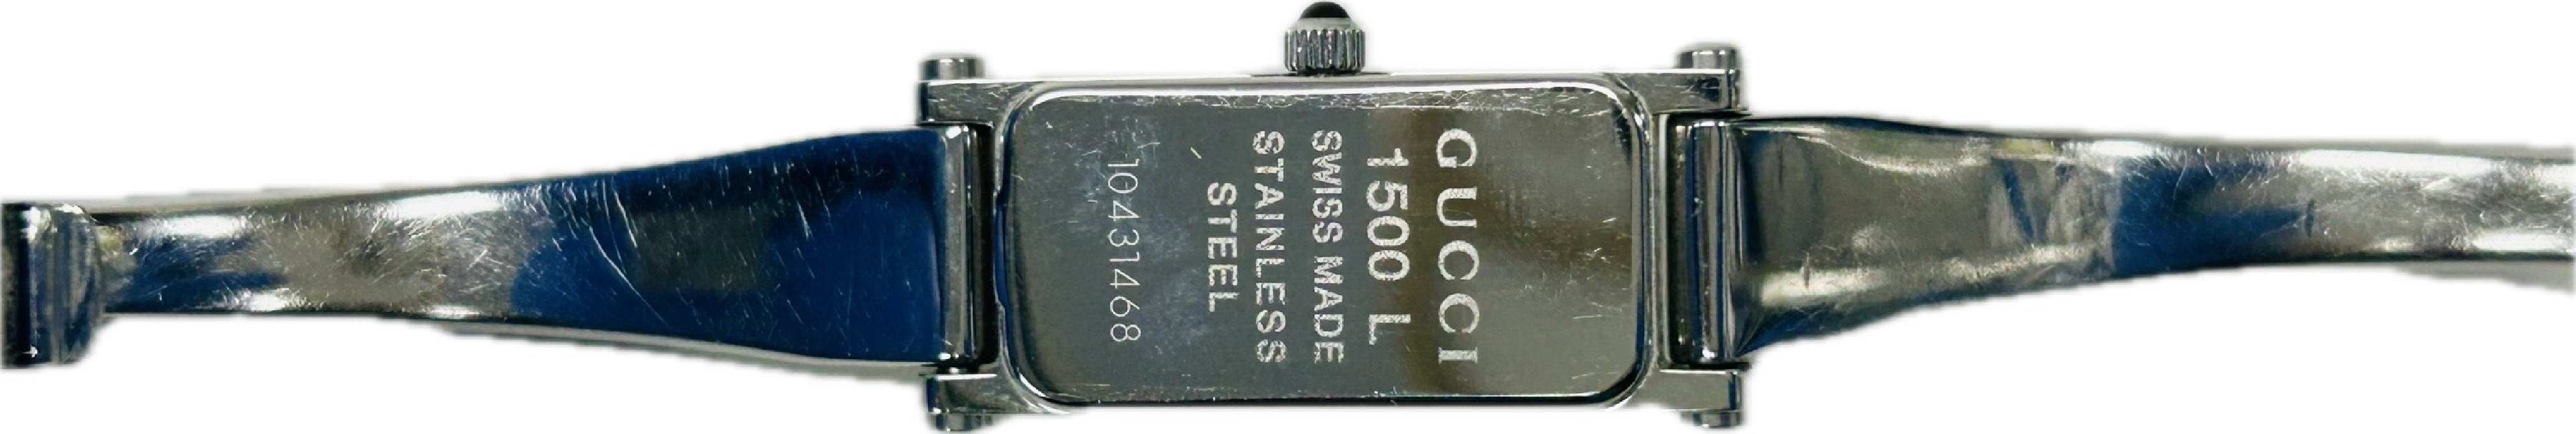 GUCCI
1500 L
SWISS MADE
STAINLESS
STEEL
10431468